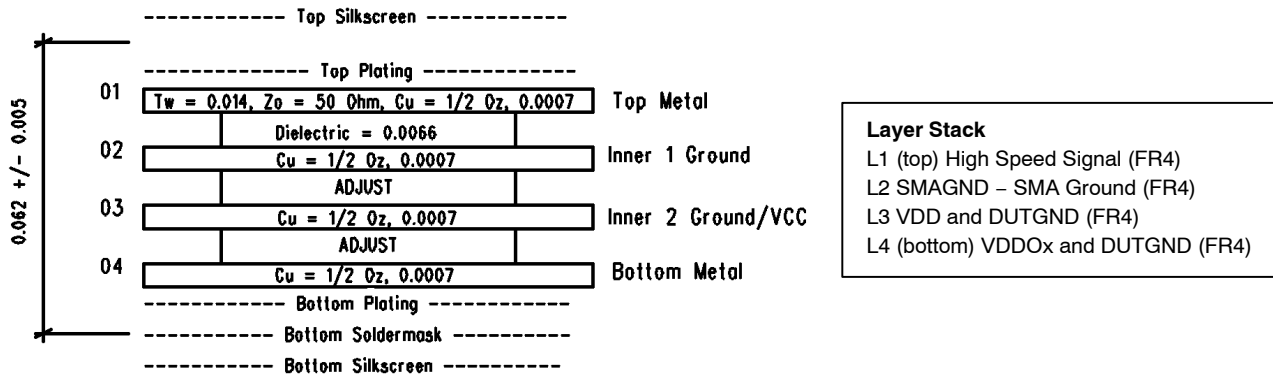 Top Silkscreen
0.062 +/- 0.005
Top Plating
01 Tw = 0.014, Zo = 50 Ohm, Cu = 1/2 Oz, 0.0007 Top Metal
Dielectric = 0.0066
02 Cu = 1/2 Oz, 0.0007 Inner 1 Ground
ADJUST
03 Cu = 1/2 Oz, 0.0007 Inner 2 Ground/VCC
ADJUST
04 Cu = 1/2 Oz, 0.0007 Bottom Metal
Bottom Plating
Bottom Soldermask
Bottom Silkscreen
Layer Stack
L1 (top) High Speed Signal (FR4)
L2 SMAGND − SMA Ground (FR4)
L3 VDD and DUTGND (FR4)
L4 (bottom) VDDOx and DUTGND (FR4)